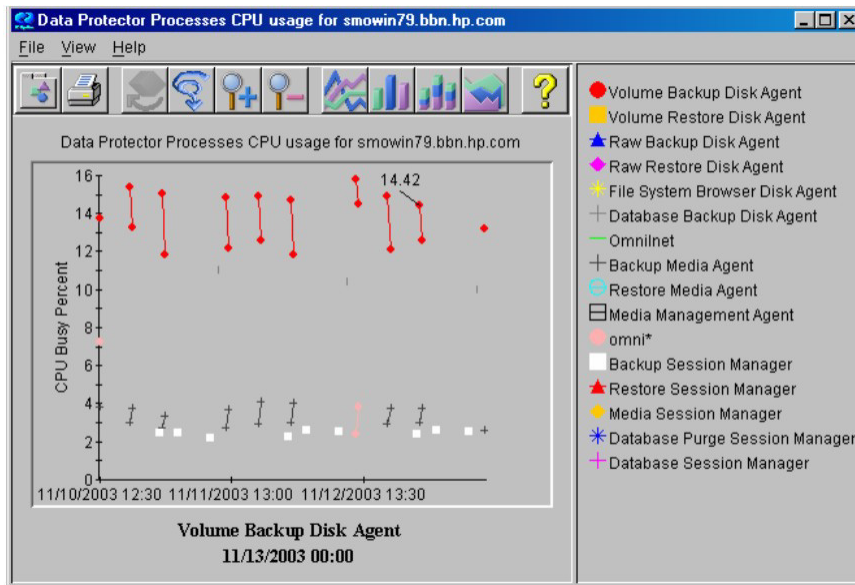 Data Protector Processes CPU usage for smowin79.bbn.hp.com
File View Help
Data Protector Processes CPU usage for smowin79.bbn.hp.com
CPU Busy Percent
16
14
12
10
8
6
4
2
0
14.42
11/10/2003 12:30 11/11/2003 13:00 11/12/2003 13:30
Volume Backup Disk Agent
11/13/2003 00:00
Volume Backup Disk Agent
Volume Restore Disk Agent
Raw Backup Disk Agent
Raw Restore Disk Agent
File System Browser Disk Agent
Database Backup Disk Agent
OmniInet
Backup Media Agent
Restore Media Agent
Media Management Agent
omni*
Backup Session Manager
Restore Session Manager
Media Session Manager
Database Purge Session Manager
Database Session Manager